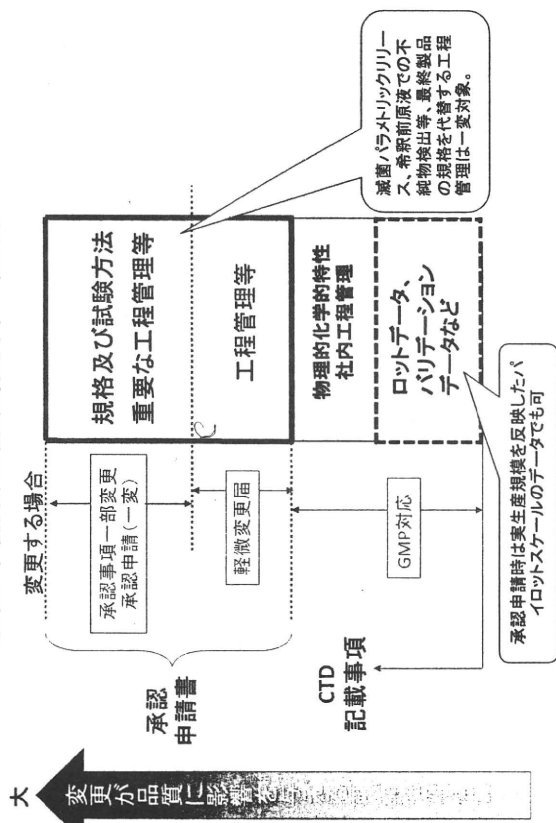 大
変更が品質に影響
変更する場合
承認
申請書
承認事項一部変更
承認申請(一変)
軽微変更届
規格及び試験方法
重要な工程管理等
工程管理等
滅菌パラメトリックリリー
ス、希釈前原液での不
純物検出等、最終製品
の規格を代替する工程
管理は一変対象。
CTD
記載事項
GMP対応
物理的化学的特性
社内工程管理
ロットデータ、
バリデーション
データなど
承認申請時は実生産規模を反映したパ
イロットスケールのデータでも可